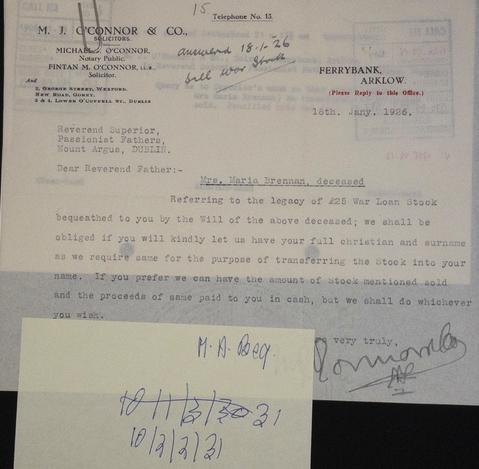 15
Telephone No. 15.
M. J. O'CONNOR & CO.,
SOLICITORS.
MICHAEL J. O'CONNOR.
Notary Public.
FINTAN M. O'CONNOR, LL.B.
Solicitor.
And
2, GEORGE STREET, WEXFORD.
NEW ROAD, GOREY.
3 & 4, LOWER O'CONNELL ST., DUBLIN
answered 18-1-26
sell War Stock
FERRYBANK,
ARKLOW.
(Please Reply to this Office)
18th. Jany. 1926.
Reverend Superior,
Passionist Fathers,
Mount Argus, DUBLIN.
Dear Reverend Father:-
Mrs. Maria Brennan, deceased
Referring to the legacy of £25 War Loan Stock
bequeathed to you by the Will of the above deceased; we shall be
obliged if you will kindly let us have your full christian and surname
as we require same for the purpose of transferring the Stock into your
name. If you prefer we can have the amount of Stock mentioned sold
and the proceeds of same paid to you in cash, but we shall do whichever
you wish.
very truly,
M. A. Beg.
10/2/2/21